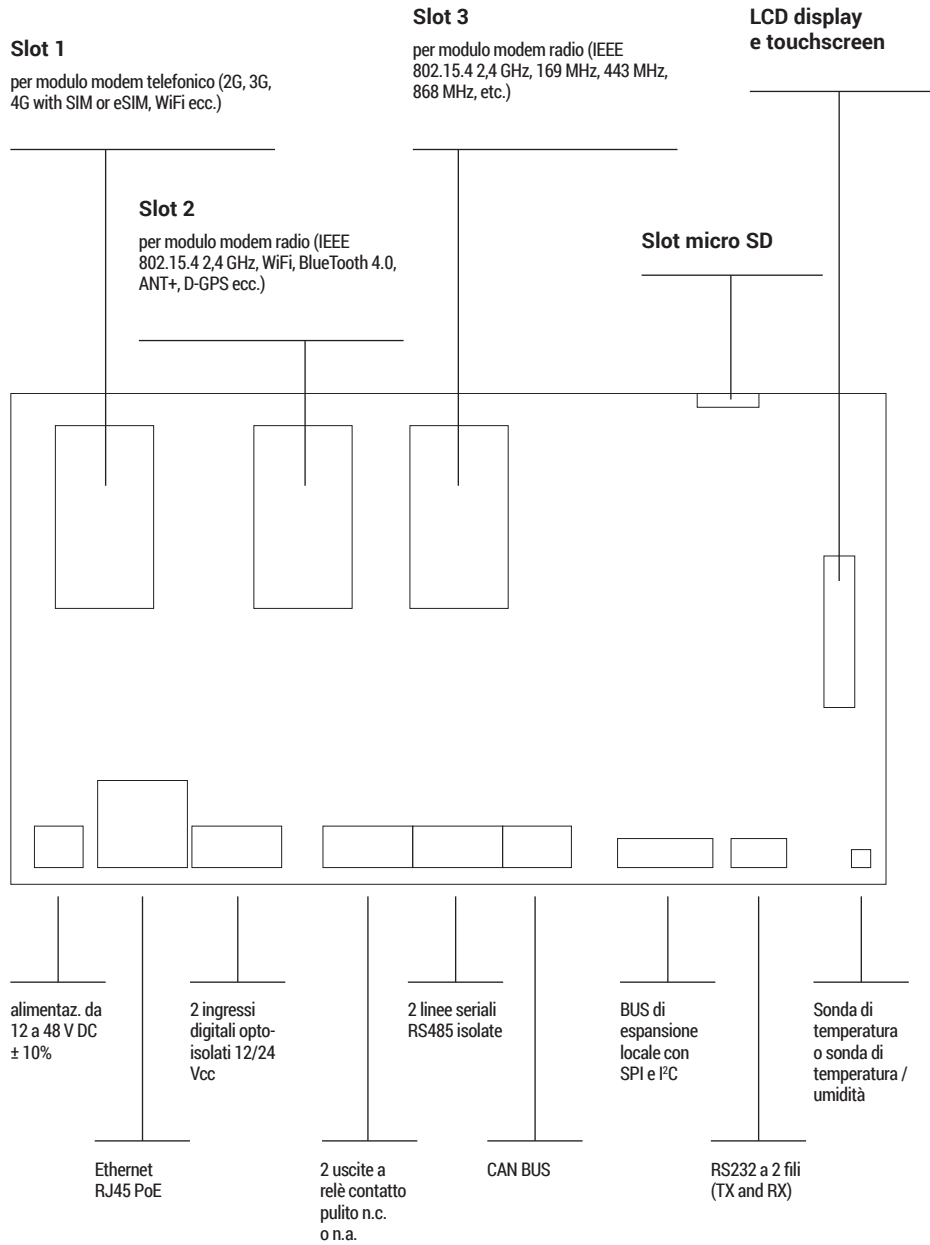 Slot 1
per modulo modem telefonico (2G, 3G,
4G with SIM or eSIM, WiFi ecc.)
Slot 3
per modulo modem radio (IEEE
802.15.4 2,4 GHz, 169 MHz, 443 MHz,
868 MHz, etc.)
LCD display
e touchscreen
Slot 2
per modulo modem radio (IEEE
802.15.4 2,4 GHz, WiFi, BlueTooth 4.0,
ANT+, D-GPS ecc.)
Slot micro SD
alimentaz. da
12 a 48 V DC
± 10%
2 ingressi
digitali opto-
isolati 12/24
Vcc
2 linee seriali
RS485 isolate
BUS di
espansione
locale con
SPI e I²C
Sonda di
temperatura
o sonda di
temperatura /
umidità
Ethernet
RJ45 PoE
2 uscite a
relè contatto
pulito n.c.
o n.a.
CAN BUS
RS232 a 2 fili
(TX and RX)